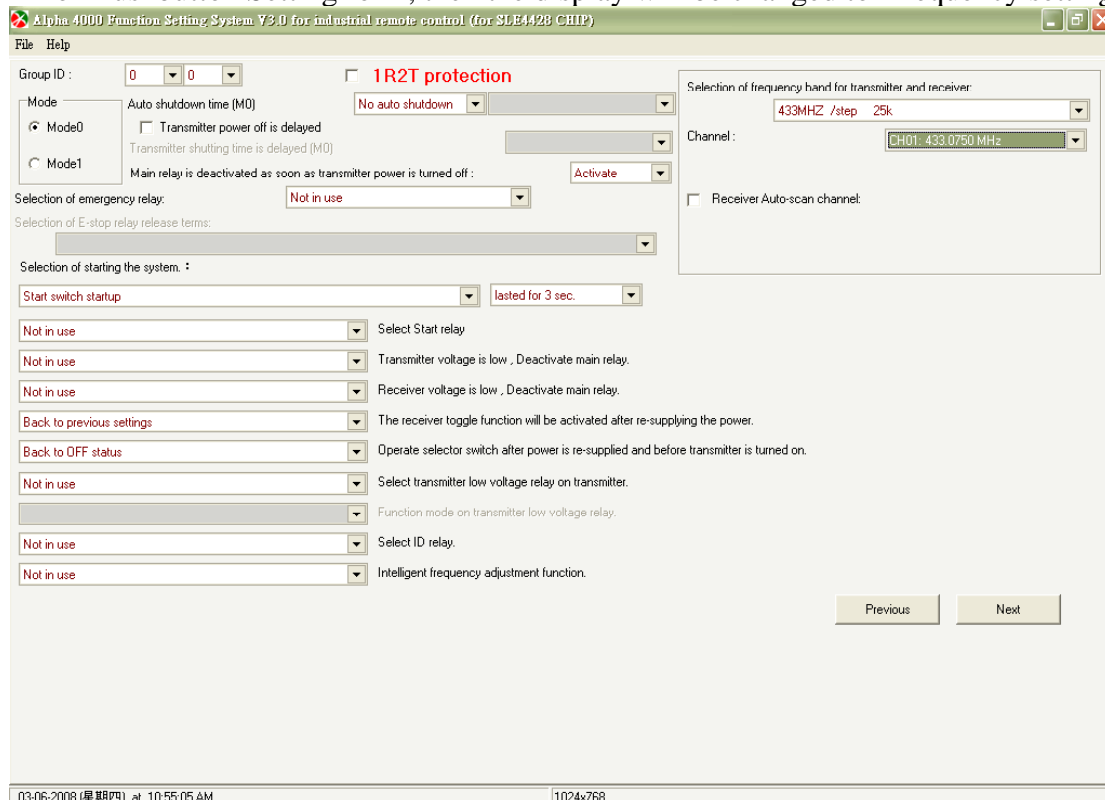 Alpha 4000 Function Setting System V3.0 for industrial remote control (for SLE4428 CHIP)
File Help
Group ID : 0 0 1R2T protection
Mode
Mode0
Mode1
Auto shutdown time (M0) No auto shutdown
Transmitter power off is delayed
Transmitter shutting time is delayed (M0)
Main relay is deactivated as soon as transmitter power is turned off : Activate
Selection of frequency band for transmitter and receiver:
433MHZ /step 25k
Channel : CH01: 433.0750 MHz
Receiver Auto-scan channel:
Selection of emergency relay: Not in use
Selection of E-stop relay release terms:
Selection of starting the system. :
Start switch startup lasted for 3 sec.
Not in use Select Start relay
Not in use Transmitter voltage is low , Deactivate main relay.
Not in use Receiver voltage is low , Deactivate main relay.
Back to previous settings The receiver toggle function will be activated after re-supplying the power.
Back to OFF status Operate selector switch after power is re-supplied and before transmitter is turned on.
Not in use Select transmitter low voltage relay on transmitter.
Function mode on transmitter low voltage relay.
Not in use Select ID relay.
Not in use Intelligent frequency adjustment function.
Previous Next
03-06-2008 (星期四) at 10:55:05 AM 1024x768